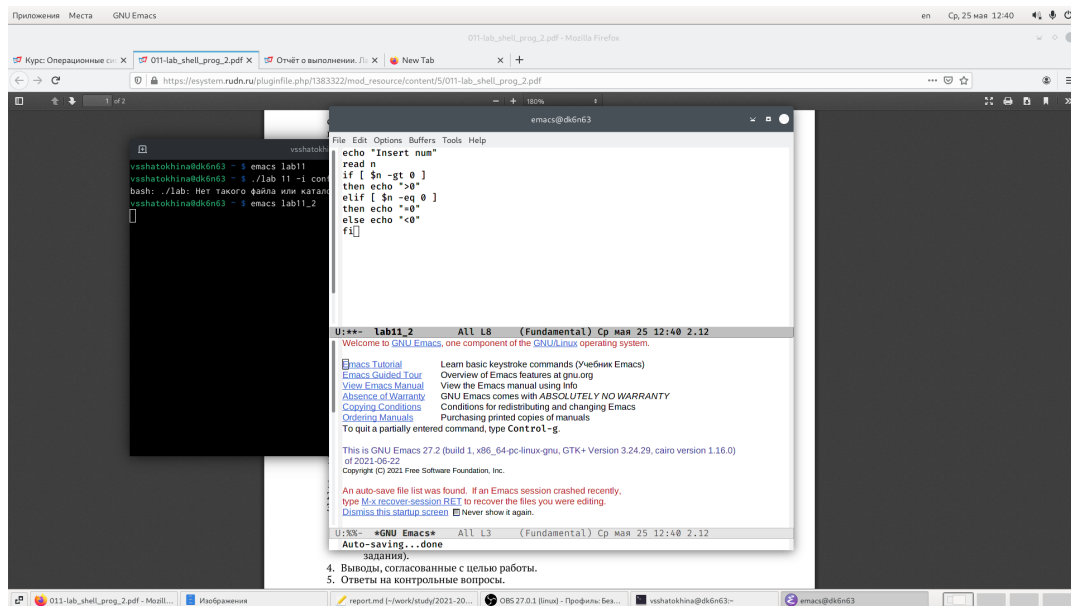 Приложения Места GNU Emacs en Ср, 25 мая 12:40
011-lab_shell_prog_2.pdf - Mozilla Firefox
Курс: Операционные си 011-lab_shell_prog_2.pdf Отчёт о выполнении. Л New Tab
https://esystem.rudn.ru/pluginfile.php/1383322/mod_resource/content/5/011-lab_shell_prog_2.pdf
1 of 2 180%
emacs@dk6n63
File Edit Options Buffers Tools Help
echo "Insert num"
read n
if [ $n -gt 0 ]
then echo ">0"
elif [ $n -eq 0 ]
then echo "=0"
else echo "<0"
fi
U:**- lab11_2 All L8 (Fundamental) Ср мая 25 12:40 2.12
vsshatokh
vsshatokhina@dk6n63 ~ $ emacs lab11
vsshatokhina@dk6n63 ~ $ ./lab 11 -i con
bash: ./lab: Нет такого файла или катало
vsshatokhina@dk6n63 ~ $ emacs lab11_2
Welcome to GNU Emacs, one component of the GNU/Linux operating system.
Emacs Tutorial Learn basic keystroke commands (Учебник Emacs)
Emacs Guided Tour Overview of Emacs features at gnu.org
View Emacs Manual View the Emacs manual using Info
Absence of Warranty GNU Emacs comes with ABSOLUTELY NO WARRANTY
Copying Conditions Conditions for redistributing and changing Emacs
Ordering Manuals Purchasing printed copies of manuals
To quit a partially entered command, type Control-g.
This is GNU Emacs 27.2 (build 1, x86_64-pc-linux-gnu, GTK+ Version 3.24.29, cairo version 1.16.0)
of 2021-06-22
Copyright (C) 2021 Free Software Foundation, Inc.
An auto-save file list was found. If an Emacs session crashed recently,
type M-x recover-session RET to recover the files you were editing.
Dismiss this startup screen Never show it again.
U:%%- *GNU Emacs* All L3 (Fundamental) Ср мая 25 12:40 2.12
Auto-saving...done
задания).
4. Выводы, согласованные с целью работы.
5. Ответы на контрольные вопросы.
011-lab_shell_prog_2.pdf - Mozill... Изображения report.md (~/work/study/2021-20... OBS 27.0.1 (linux) - Профиль: Без... vsshatokhina@dk6n63:~ emacs@dk6n63